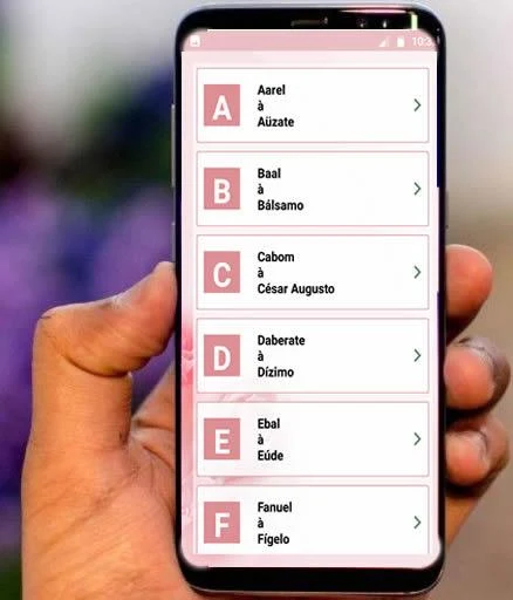 10:3
A
Aarel
à
Aüzate
B
Baal
à
Bálsamo
C
Cabom
à
César Augusto
D
Daberate
à
Dízimo
E
Ebal
à
Eúde
F
Fanuel
à
Fígelo